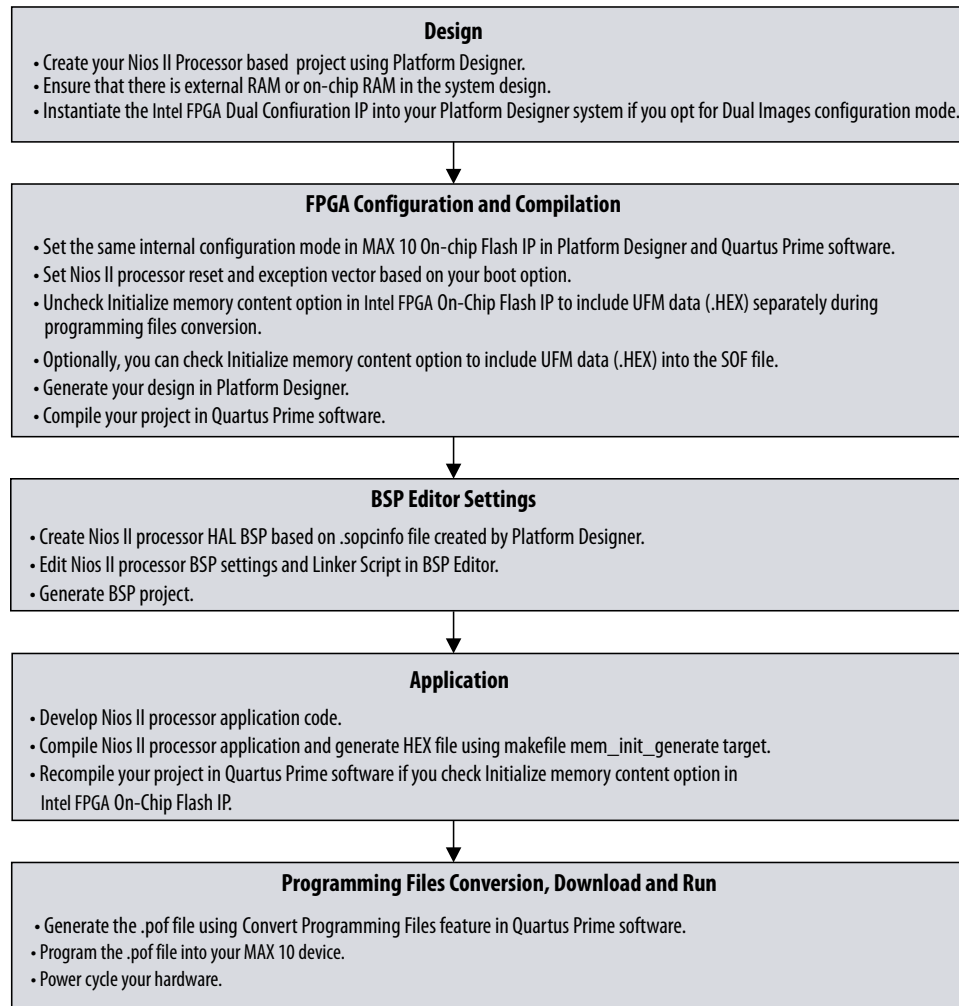 Design
• Create your Nios II Processor based project using Platform Designer.
• Ensure that there is external RAM or on-chip RAM in the system design.
• Instantiate the Intel FPGA Dual Confiuration IP into your Platform Designer system if you opt for Dual Images configuration mode.
FPGA Configuration and Compilation
• Set the same internal configuration mode in MAX 10 On-chip Flash IP in Platform Designer and Quartus Prime software.
• Set Nios II processor reset and exception vector based on your boot option.
• Uncheck Initialize memory content option in Intel FPGA On-Chip Flash IP to include UFM data (.HEX) separately during
programming files conversion.
• Optionally, you can check Initialize memory content option to include UFM data (.HEX) into the SOF file.
• Generate your design in Platform Designer.
• Compile your project in Quartus Prime software.
BSP Editor Settings
• Create Nios II processor HAL BSP based on .sopcinfo file created by Platform Designer.
• Edit Nios II processor BSP settings and Linker Script in BSP Editor.
• Generate BSP project.
Application
• Develop Nios II processor application code.
• Compile Nios II processor application and generate HEX file using makefile mem_init_generate target.
• Recompile your project in Quartus Prime software if you check Initialize memory content option in
Intel FPGA On-Chip Flash IP.
Programming Files Conversion, Download and Run
• Generate the .pof file using Convert Programming Files feature in Quartus Prime software.
• Program the .pof file into your MAX 10 device.
• Power cycle your hardware.